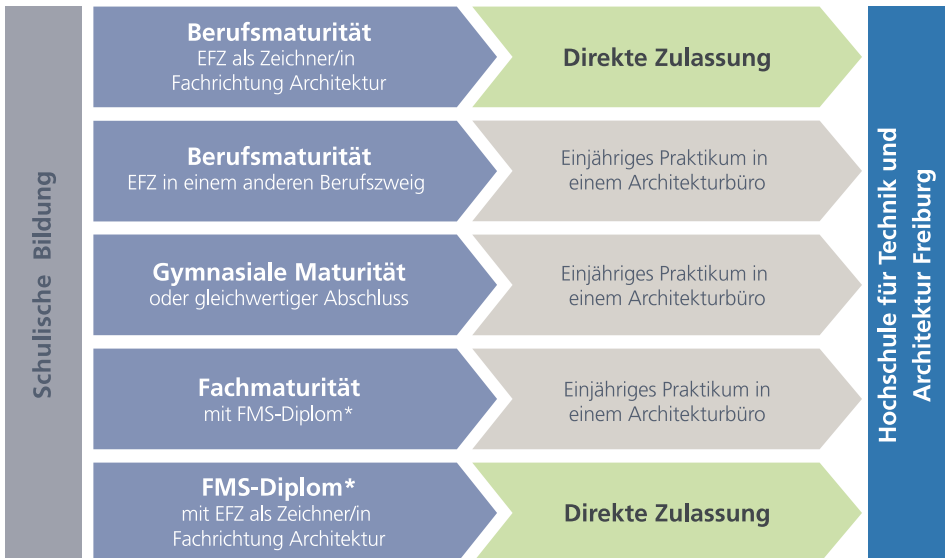 Schulische Bildung
Berufsmaturität
EFZ als Zeichner/in
Fachrichtung Architektur
Direkte Zulassung
Berufsmaturität
EFZ in einem anderen Berufszweig
Einjähriges Praktikum in
einem Architekturbüro
Gymnasiale Maturität
oder gleichwertiger Abschluss
Einjähriges Praktikum in
einem Architekturbüro
Fachmaturität
mit FMS-Diplom*
Einjähriges Praktikum in
einem Architekturbüro
FMS-Diplom*
mit EFZ als Zeichner/in
Fachrichtung Architektur
Direkte Zulassung
Hochschule für Technik und
Architektur Freiburg